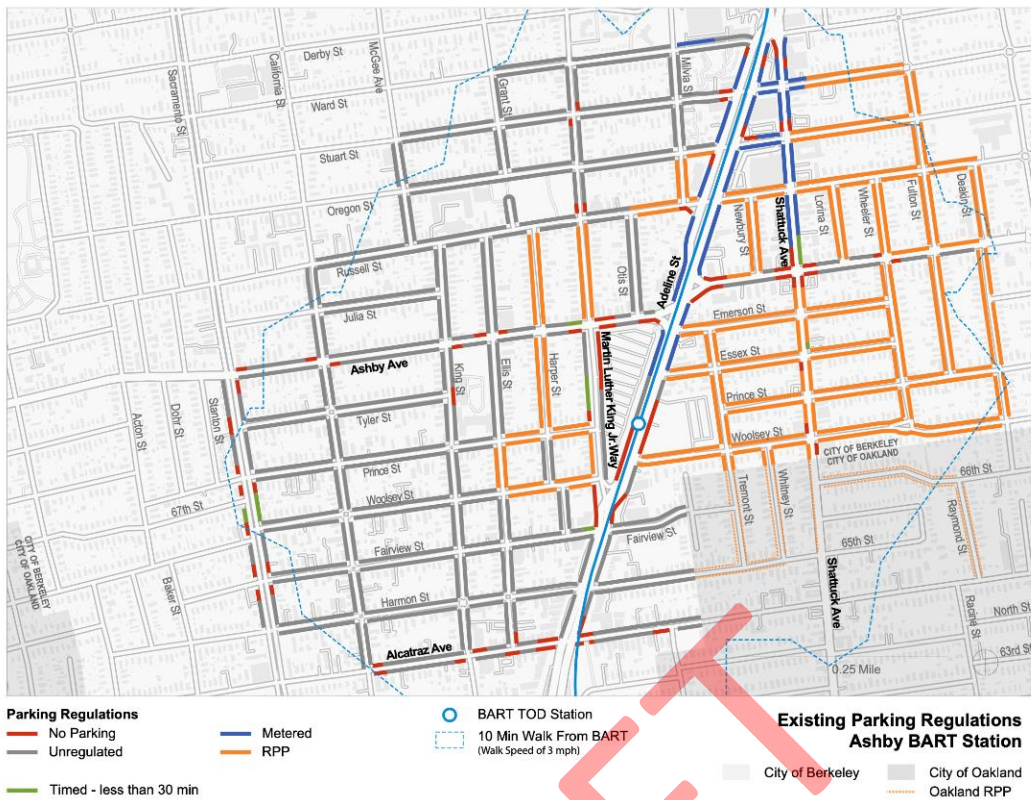 Derby St
McGee Ave
California St
Sacramento St
Ward St
Grant St
Milvia St
Stuart St
Oregon St
Russell St
Julia St
Otis St
Newbury St
Shattuck Ave
Lorina St
Wheeler St
Fulton St
Deakin St
Adeline St
Emerson St
Essex St
Prince St
Woolsey St
Ashby Ave
King St
Ellis St
Harper St
Martin Luther King Jr. Way
Acton St
Dohr St
Stanton St
Tyler St
Prince St
Woolsey St
67th St
Fairview St
Fairview St
Harmon St
Alcatraz Ave
Baker St
CITY OF BERKELEY
CITY OF OAKLAND
CITY OF BERKELEY
CITY OF OAKLAND
Tremont St
Whitney St
66th St
65th St
Raymond St
Shattuck Ave
Racine St
North St
63rd St
0.25 Mile
Parking Regulations
No Parking
Unregulated
Timed - less than 30 min
Metered
RPP
BART TOD Station
10 Min Walk From BART
(Walk Speed of 3 mph)
Existing Parking Regulations
Ashby BART Station
City of Berkeley
City of Oakland
Oakland RPP